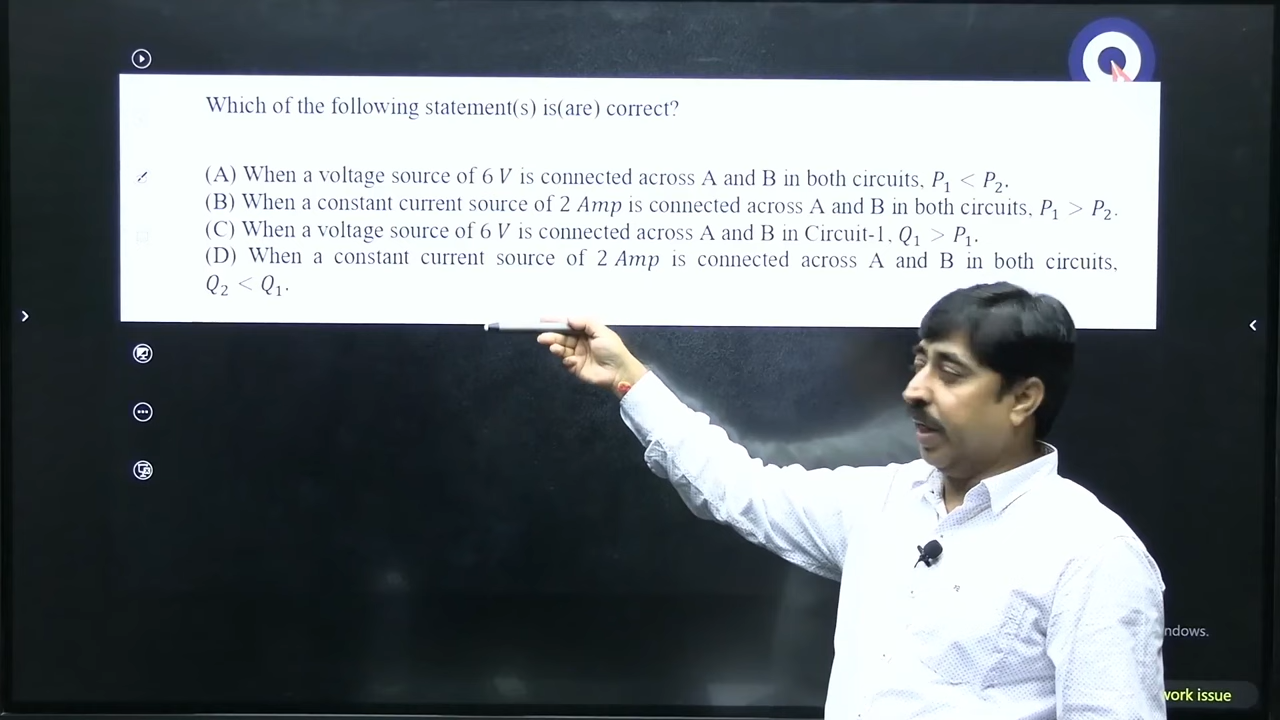 Which of the following statement(s) is(are) correct?
(A) When a voltage source of 6 V is connected across A and B in both circuits, P₁ < P₂.
(B) When a constant current source of 2 Amp is connected across A and B in both circuits, P₁ > P₂.
(C) When a voltage source of 6 V is connected across A and B in Circuit-1, Q₁ > P₁.
(D) When a constant current source of 2 Amp is connected across A and B in both circuits,
Q₂ < Q₁.
ndows.
work issue